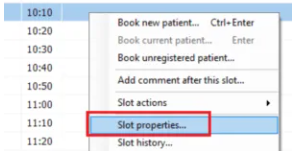 10:10
Book new patient... Ctrl+Enter
10:20
Book current patient... Enter
10:30
Book unregistered patient...
10:40
Add comment after this slot...
10:50
11:00 Slot actions
11:10 Slot properties...
11:20 Slot history...